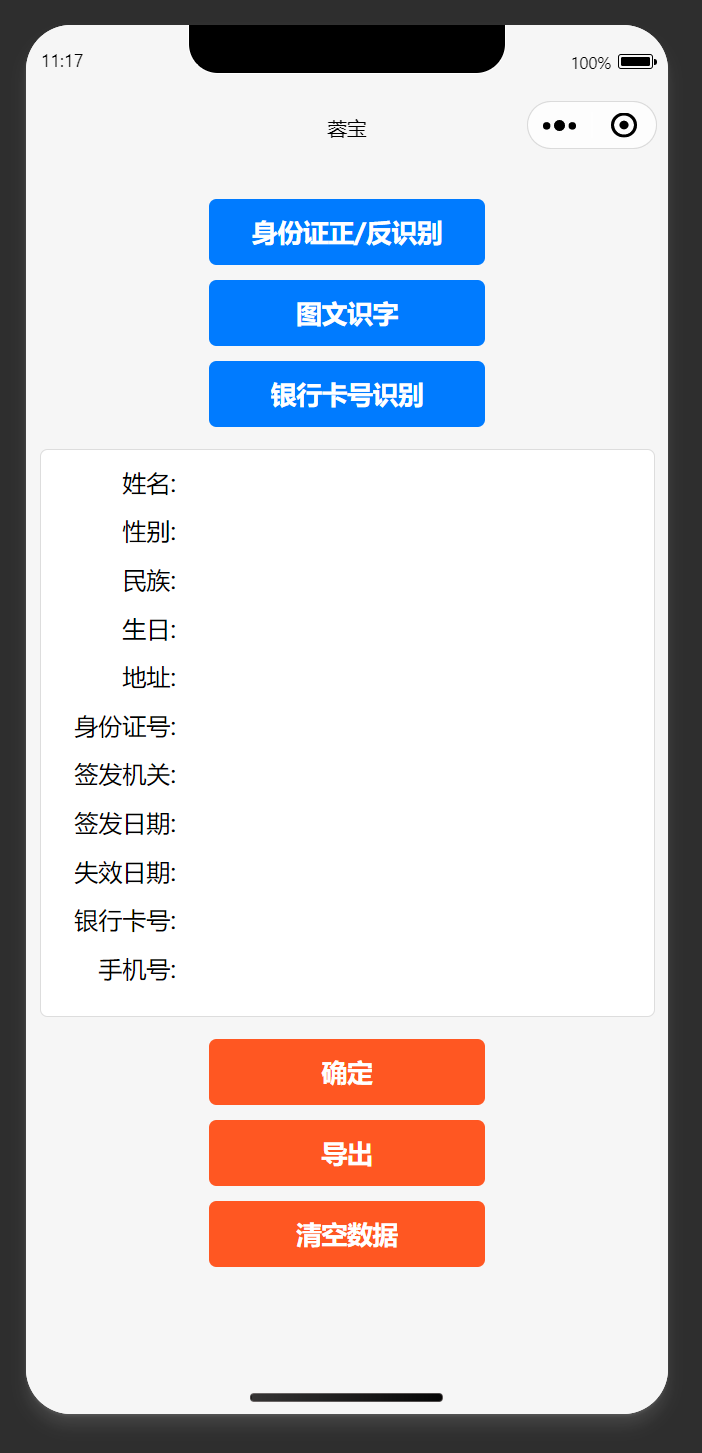 11:17
100%
蓉宝
身份证正/反识别
图文识字
银行卡号识别
姓名:
性别:
民族:
生日:
地址:
身份证号:
签发机关:
签发日期:
失效日期:
银行卡号:
手机号:
确定
导出
清空数据